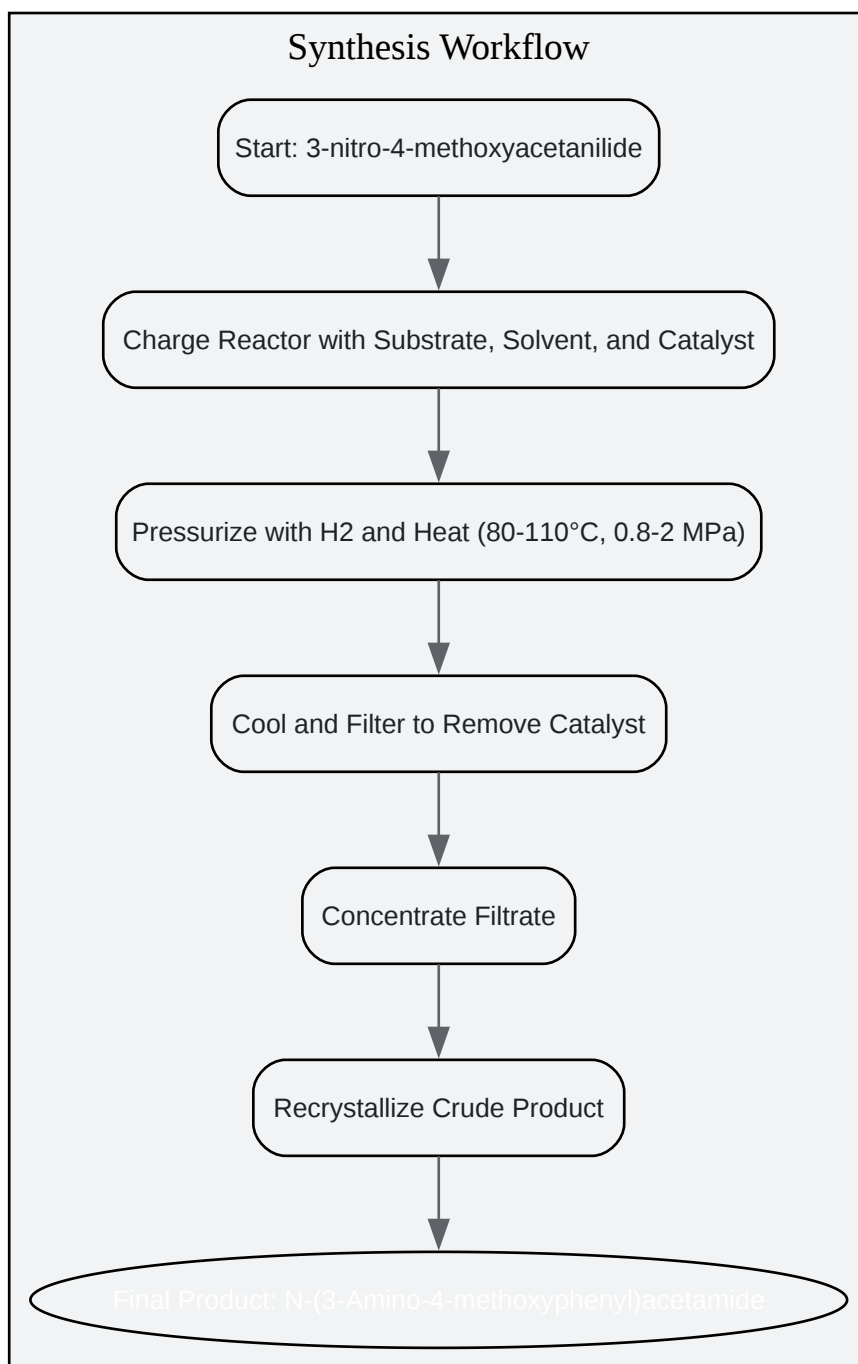 Synthesis Workflow
Start: 3-nitro-4-methoxyacetanilide
Charge Reactor with Substrate, Solvent, and Catalyst
Pressurize with H2 and Heat (80-110°C, 0.8-2 MPa)
Cool and Filter to Remove Catalyst
Concentrate Filtrate
Recrystallize Crude Product
Final Product: N-(3-Amino-4-methoxyphenyl)acetamide